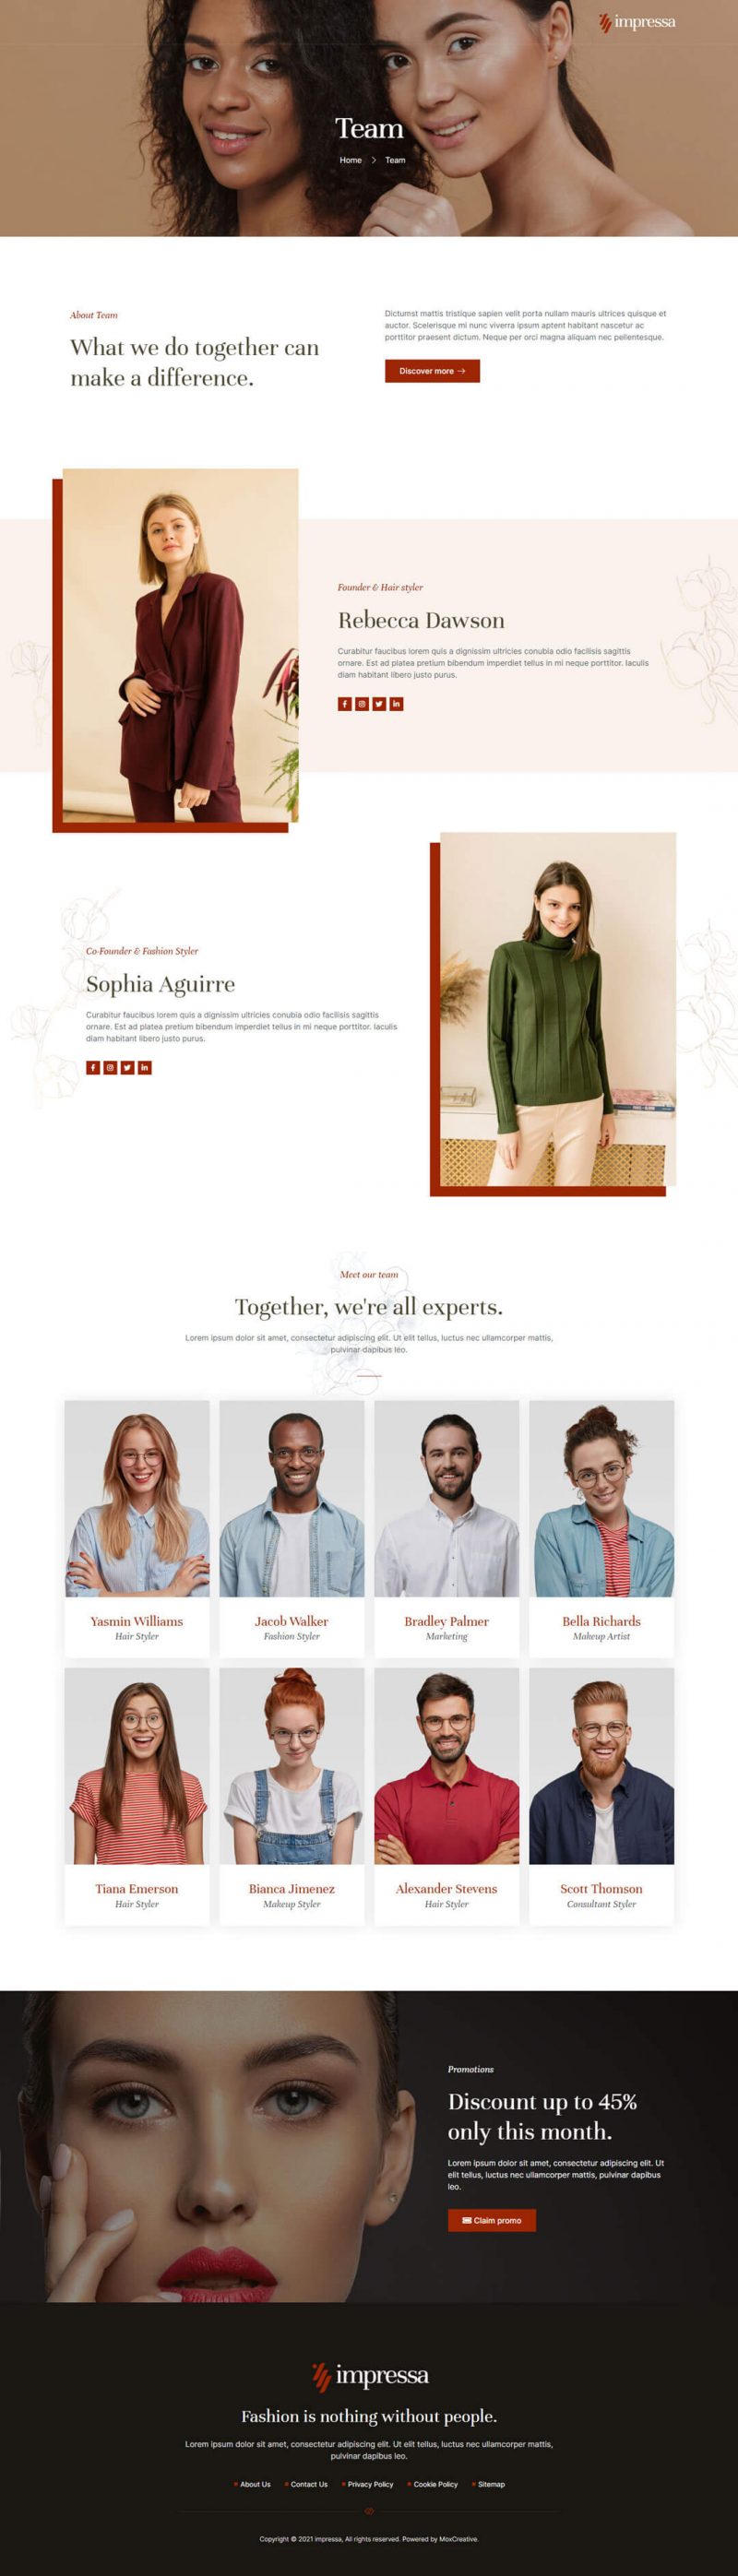 impressa
Team
Home > Team
About Team
What we do together can
make a difference.
Dictumst mattis tristique sapien velit porta nullam mauris ultrices quisque et
auctor. Scelerisque mi nunc viverra ipsum aptent habitant nascetur ac
porttitor praesent dictum. Neque per orci magna aliquam nec pellentesque.
Discover more →
Founder & Hair styler
Rebecca Dawson
Curabitur faucibus lorem quis a dignissim ultricies conubia odio facilisis sagittis
ornare. Est ad platea pretium bibendum imperdiet tellus in mi neque porttitor. Iaculis
diam habitant libero justo purus.
Co-Founder & Fashion Styler
Sophia Aguirre
Curabitur faucibus lorem quis a dignissim ultricies conubia odio facilisis sagittis
ornare. Est ad platea pretium bibendum imperdiet tellus in mi neque porttitor. Iaculis
diam habitant libero justo purus.
Meet our team
Together, we're all experts.
Lorem ipsum dolor sit amet, consectetur adipiscing elit. Ut elit tellus, luctus nec ullamcorper mattis,
pulvinar dapibus leo.
Yasmin Williams
Hair Styler
Jacob Walker
Fashion Styler
Bradley Palmer
Marketing
Bella Richards
Makeup Artist
Tiana Emerson
Hair Styler
Bianca Jimenez
Makeup Styler
Alexander Stevens
Hair Styler
Scott Thomson
Consultant Styler
Promotions
Discount up to 45%
only this month.
Lorem ipsum dolor sit amet, consectetur adipiscing elit. Ut
elit tellus, luctus nec ullamcorper mattis, pulvinar dapibus
leo.
Claim promo
impressa
Fashion is nothing without people.
Lorem ipsum dolor sit amet, consectetur adipiscing elit. Ut elit tellus, luctus nec ullamcorper mattis,
pulvinar dapibus leo.
About Us Contact Us Privacy Policy Cookie Policy Sitemap
Copyright © 2021 impressa, All rights reserved. Powered by MoxCreative.